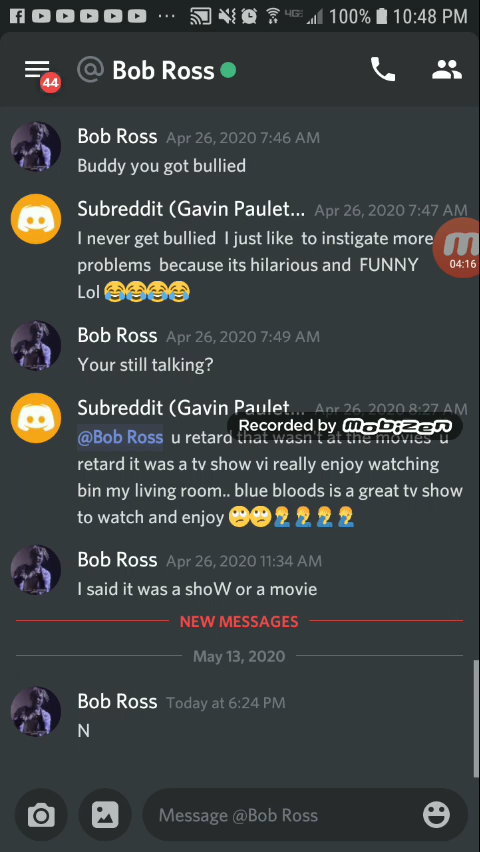 4G 100% 10:48 PM
44 @ Bob Ross
Bob Ross Apr 26, 2020 7:46 AM
Buddy you got bullied
Subreddit (Gavin Paulet... Apr 26, 2020 7:47 AM
I never get bullied I just like to instigate more
problems because its hilarious and FUNNY
Lol 😂😂😂😂
04:16
Bob Ross Apr 26, 2020 7:49 AM
Your still talking?
Subreddit (Gavin Paulet... Apr 26, 2020 8:27 AM
Recorded by mobizen
@Bob Ross u retard that wasn't at the movies u
retard it was a tv show vi really enjoy watching
bin my living room.. blue bloods is a great tv show
to watch and enjoy 🙄🙄🤦‍♂️🤦‍♂️🤦‍♂️🤦‍♂️
Bob Ross Apr 26, 2020 11:34 AM
I said it was a shoW or a movie
NEW MESSAGES
May 13, 2020
Bob Ross Today at 6:24 PM
N
Message @Bob Ross